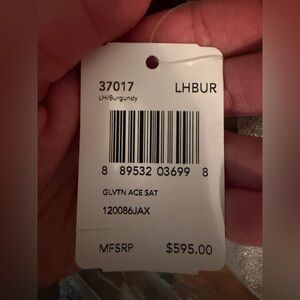 37017 LHBUR
LH/Burgundy
8 89532 03699 8
GLVTN ACE SAT
120086JAX
MFSRP $595.00